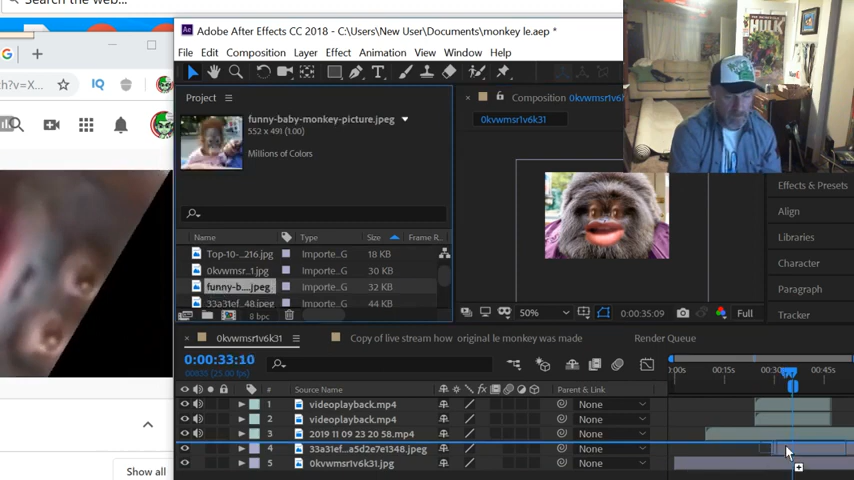 Search the web...
Adobe After Effects CC 2018 - C:\Users\New User\Documents\monkey le.aep *
File Edit Composition Layer Effect Animation View Window Help
ch?v=X...
IQ
Project
Composition 0kvwmsr1v6k31
funny-baby-monkey-picture.jpeg
552 x 491 (1.00)
Millions of Colors
0kvwmsr1v6k31
Name Type Size Frame R...
Top-10-...216.jpg Importe...G 18 KB
0kvwmsr...1.jpg Importe...G 30 KB
funny-b....jpeg Importe...G 32 KB
33a31ef...48.jpeg Importe...G 44 KB
8 bpc
50% 0:00:35:09 Full
Effects & Presets
Align
Libraries
Character
Paragraph
Tracker
0kvwmsr1v6k31 Copy of live stream how original le monkey was made Render Queue
0:00:33:10
00835 (25.00 fps)
:00s 00:15s 00:30s 00:45s
# Source Name Parent & Link
1 videoplayback.mp4 None
2 videoplayback.mp4 None
3 2019 11 09 23 20 58.mp4 None
4 33a31ef...a5d2e7e1348.jpeg None
5 0kvwmsr1v6k31.jpg None
Show all
HULK